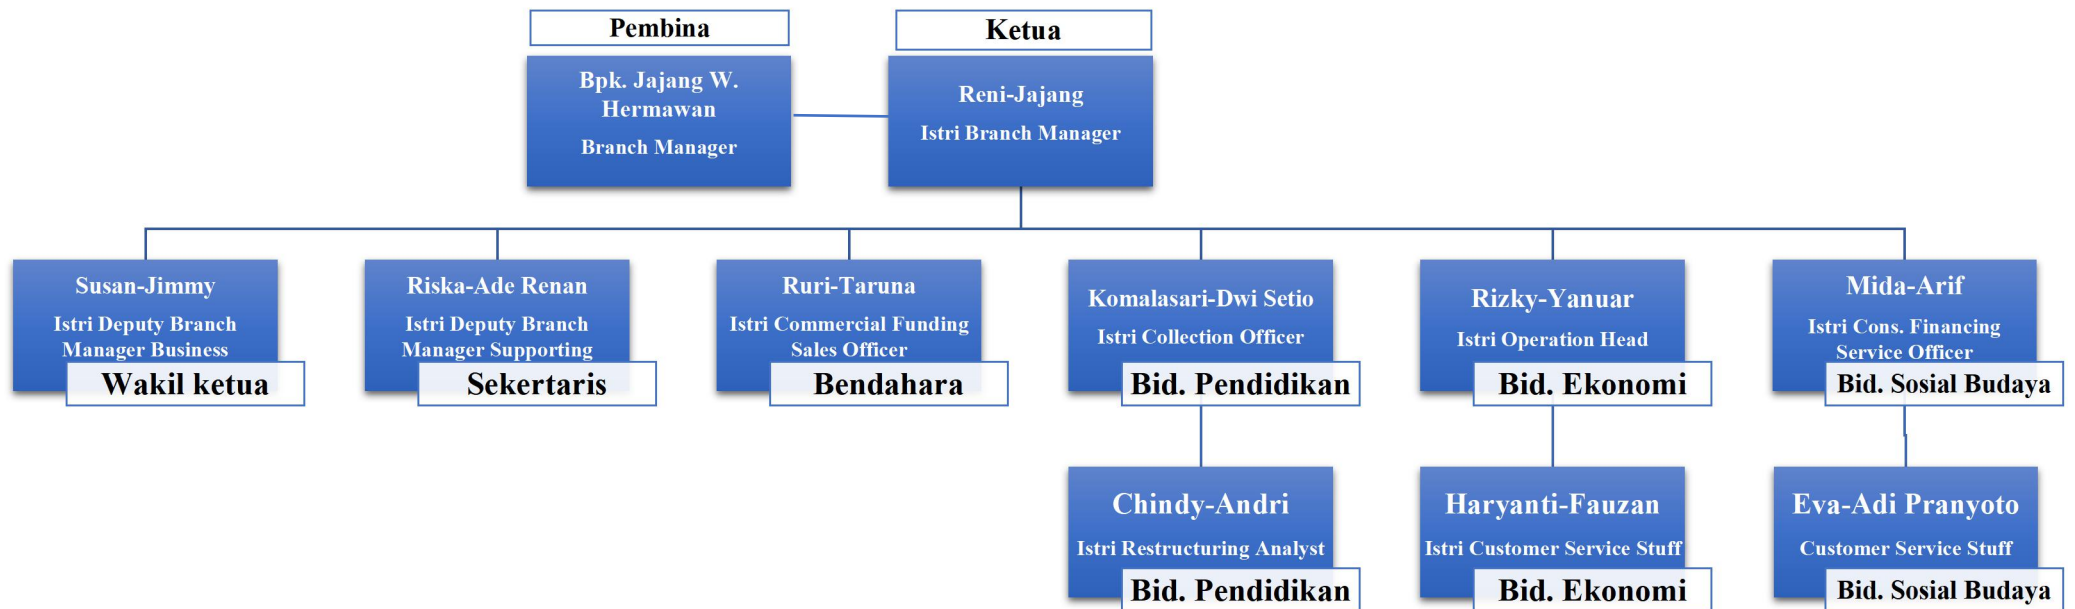 Pembina
Ketua
Bpk. Jajang W.
Hermawan
Branch Manager
Reni-Jajang
Istri Branch Manager
Susan-Jimmy
Istri Deputy Branch
Manager Business
Wakil ketua
Riska-Ade Renan
Istri Deputy Branch
Manager Supporting
Sekertaris
Ruri-Taruna
Istri Commercial Funding
Sales Officer
Bendahara
Komalasari-Dwi Setio
Istri Collection Officer
Bid. Pendidikan
Rizky-Yanuar
Istri Operation Head
Bid. Ekonomi
Mida-Arif
Istri Cons. Financing
Service Officer
Bid. Sosial Budaya
Chindy-Andri
Istri Restructuring Analyst
Bid. Pendidikan
Haryanti-Fauzan
Istri Customer Service Stuff
Bid. Ekonomi
Eva-Adi Pranyoto
Customer Service Stuff
Bid. Sosial Budaya